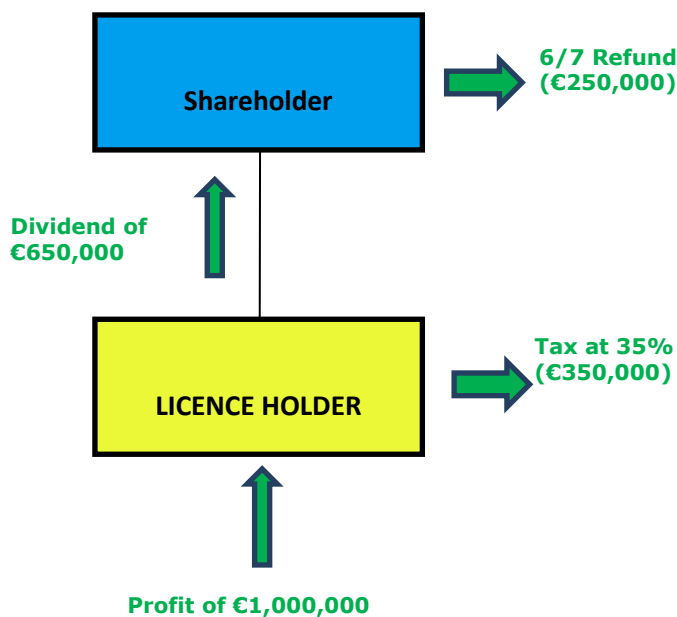 Shareholder
6/7 Refund
(€250,000)
Dividend of
€650,000
LICENCE HOLDER
Tax at 35%
(€350,000)
Profit of €1,000,000